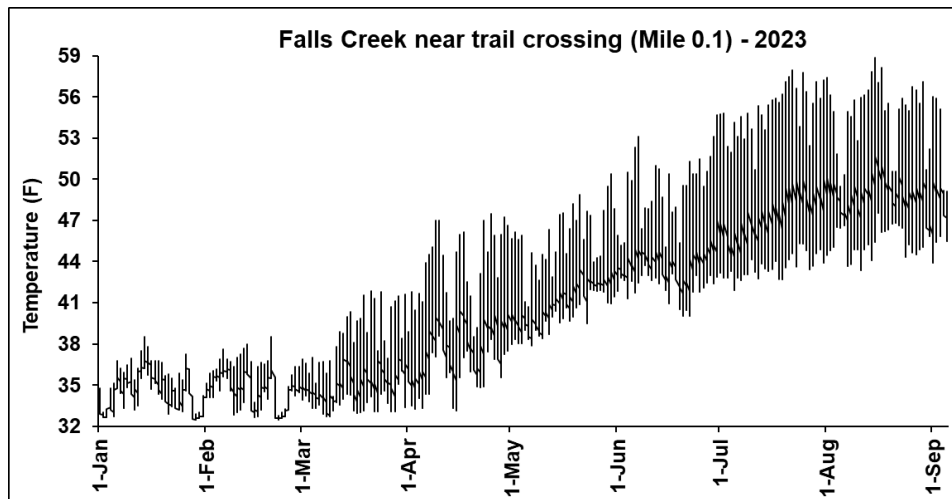 Falls Creek near trail crossing (Mile 0.1) - 2023
Temperature (F)
59
56
53
50
47
44
41
38
35
32
1-Jan
1-Feb
1-Mar
1-Apr
1-May
1-Jun
1-Jul
1-Aug
1-Sep